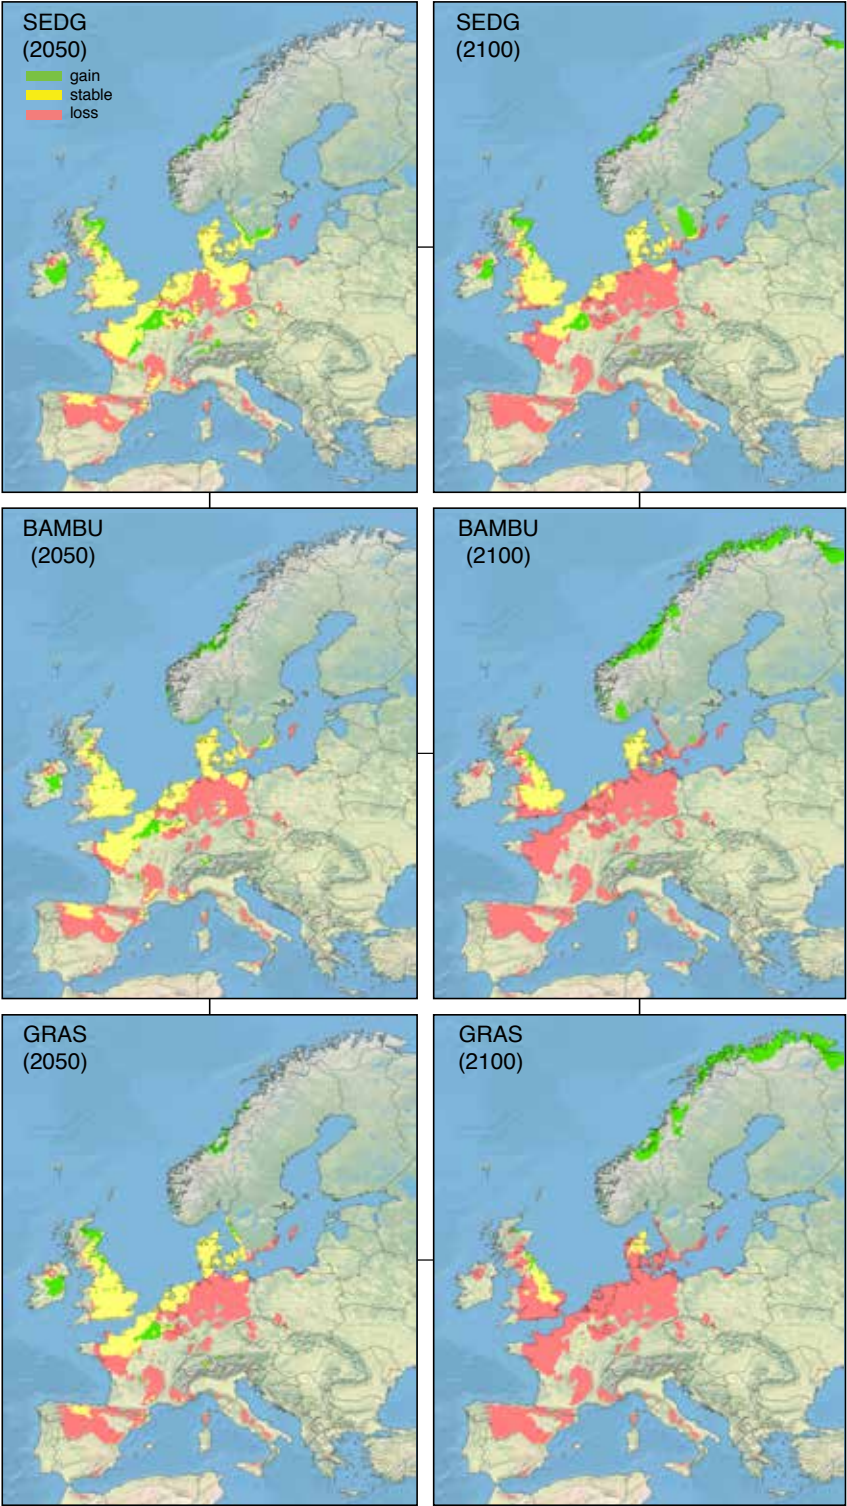 SEDG
(2050)
gain
stable
loss
SEDG
(2100)
BAMBU
(2050)
BAMBU
(2100)
GRAS
(2050)
GRAS
(2100)